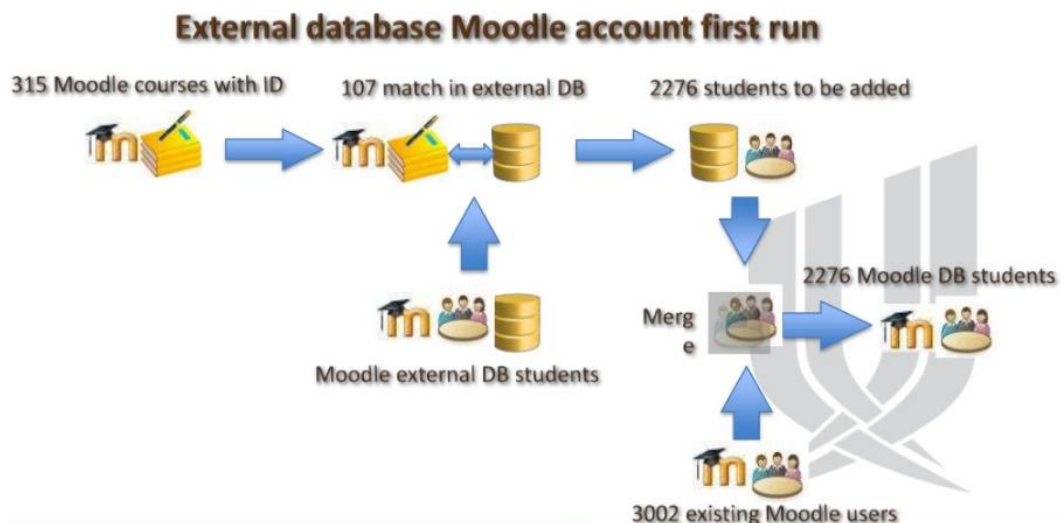 External database Moodle account first run
315 Moodle courses with ID
107 match in external DB
2276 students to be added
Moodle external DB students
Merg
e
2276 Moodle DB students
3002 existing Moodle users